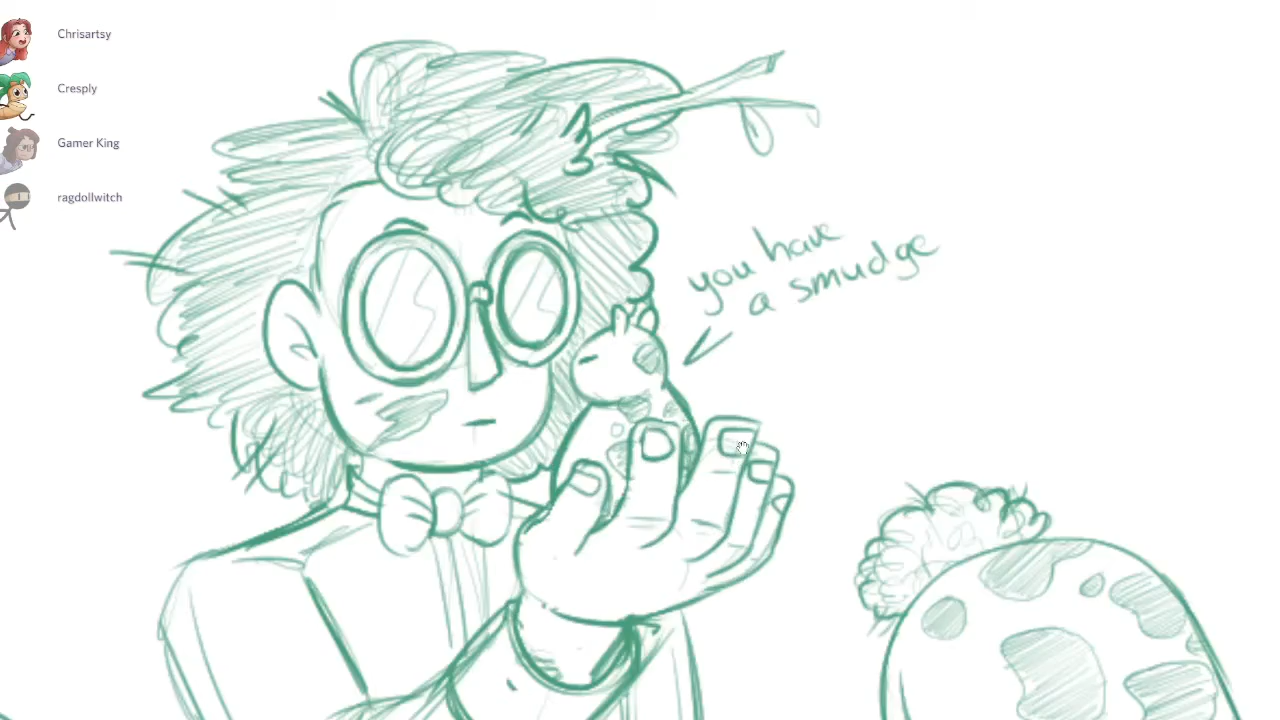 Chrisartsy
Cresply
Gamer King
ragdollwitch
you have
a smudge